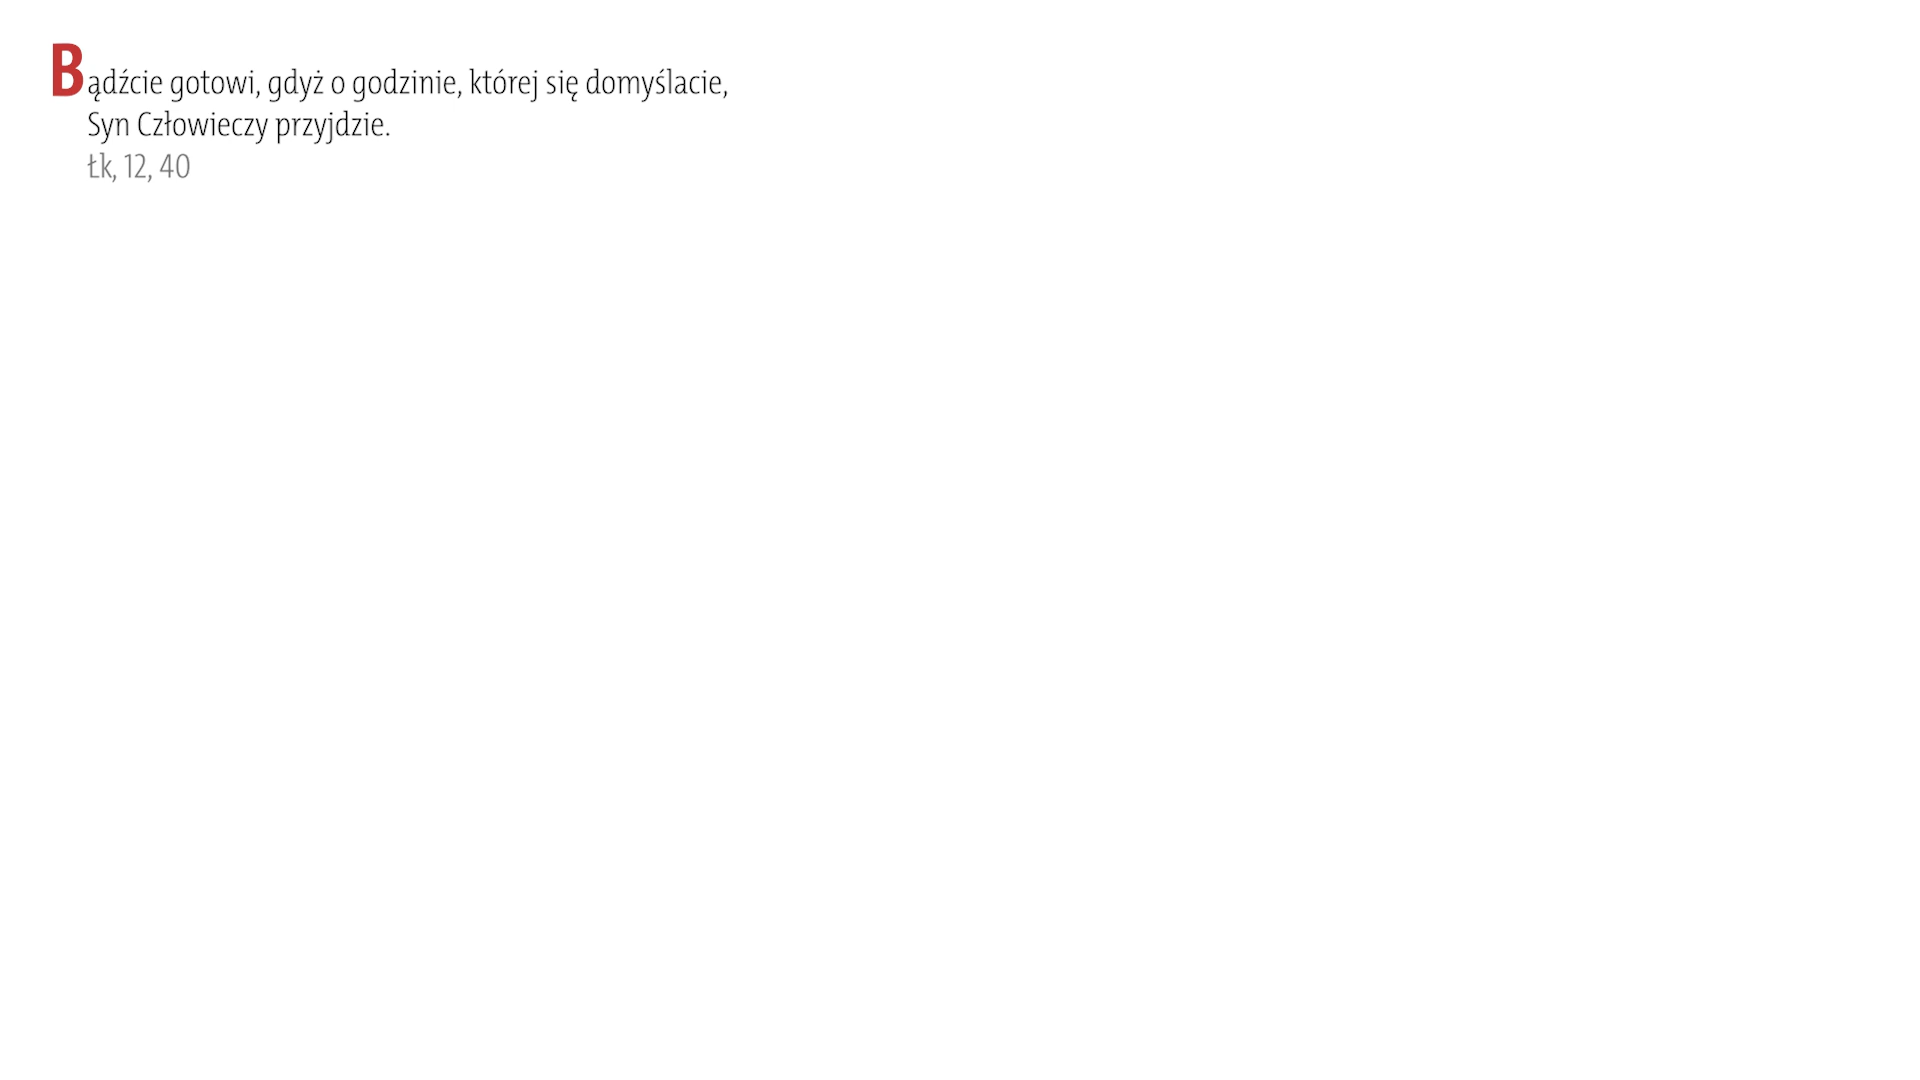 Bądźcie gotowi, gdyż o godzinie, której się domyślacie,
Syn Człowieczy przyjdzie.
Łk, 12, 40